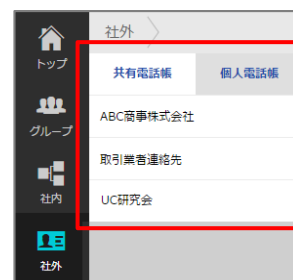 社外
トップ
共有電話帳 個人電話帳
グループ
ABC商事株式会社
取引業者連絡先
社内
UC研究会
社外